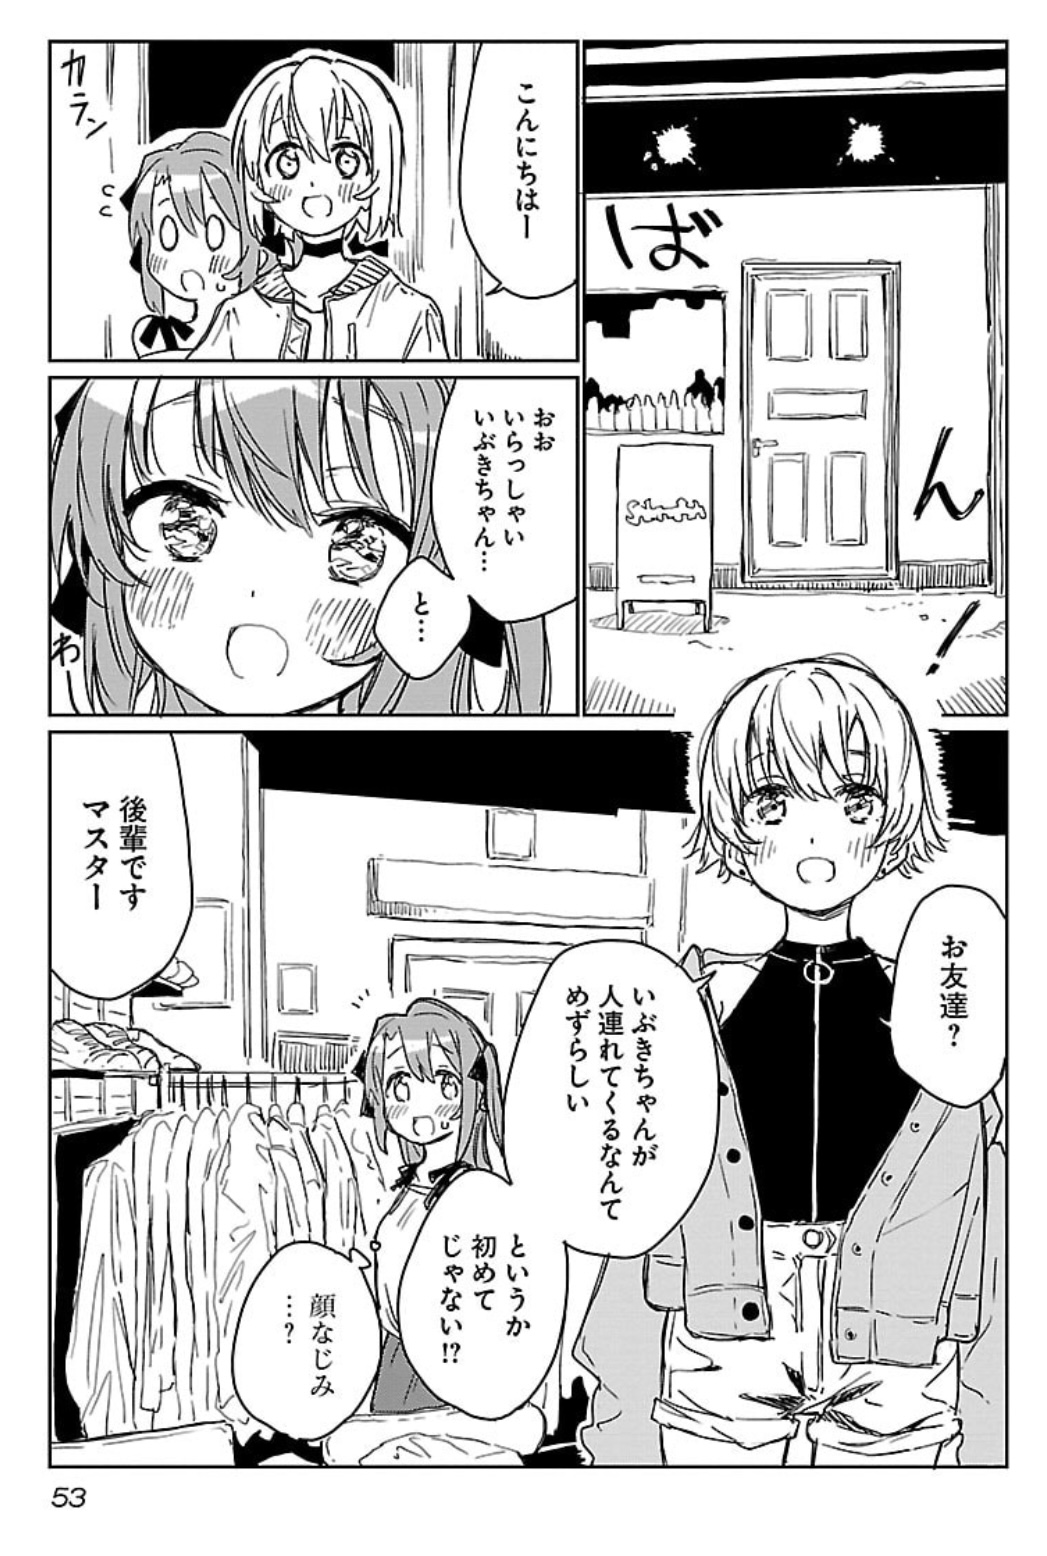 ばん
カラン
こんにちはー
おお
いらっしゃい
いぶきちゃん…
と…
わー
お友達？
いぶきちゃんが
人連れてくるなんて
めずらしい
というか
初めて
じゃない!?
顔なじみ
…？
後輩です
マスター
53